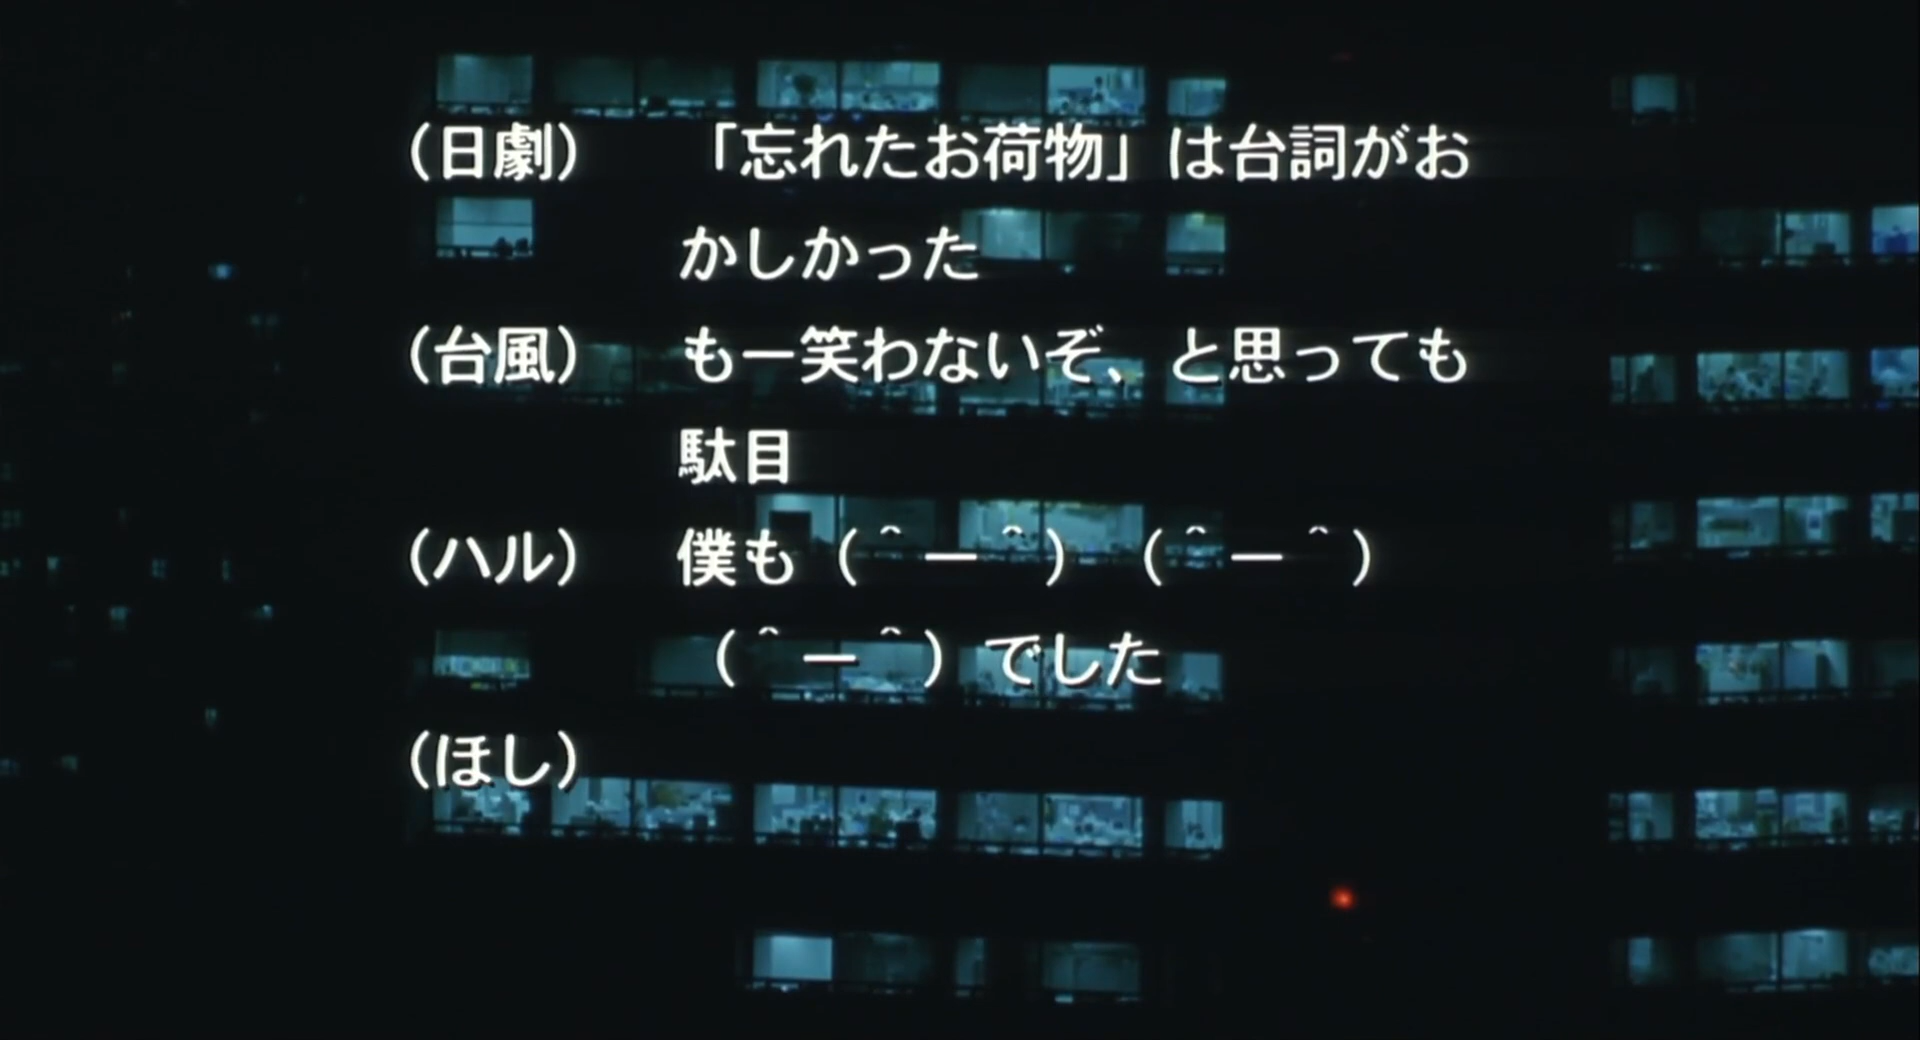 （日劇）　「忘れたお荷物」は台詞がお
かしかった
（台風）　もー笑わないぞ、と思っても
駄目
（ハル）　僕も（＾ー＾）（＾ー＾）
（＾ー＾）でした
（ほし）